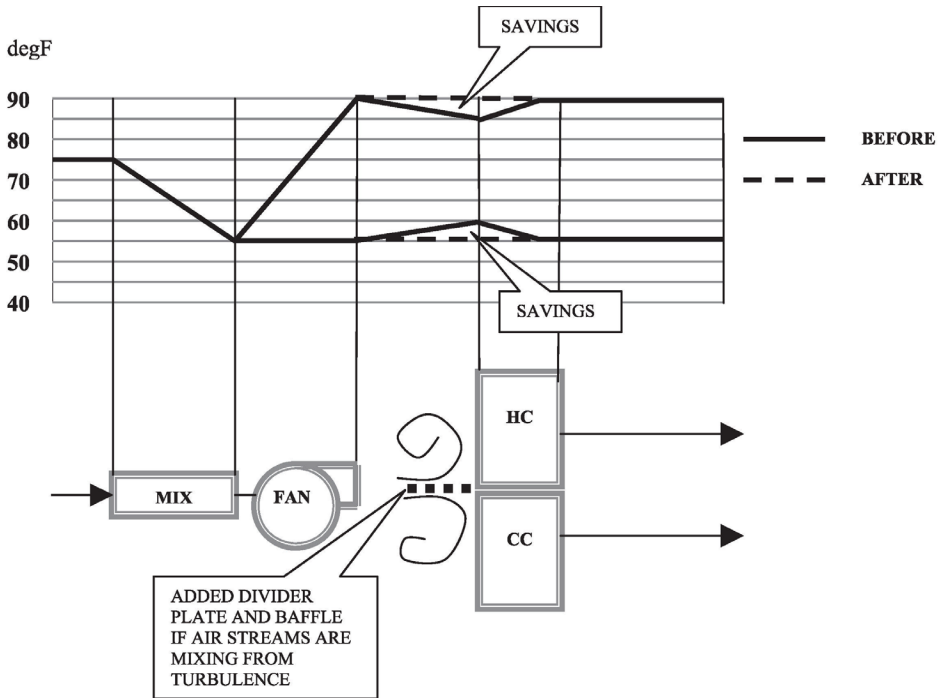 SAVINGS
degF
90
80
70
60
50
40
BEFORE
AFTER
SAVINGS
HC
MIX
FAN
CC
ADDED DIVIDER
PLATE AND BAFFLE
IF AIR STREAMS ARE
MIXING FROM
TURBULENCE